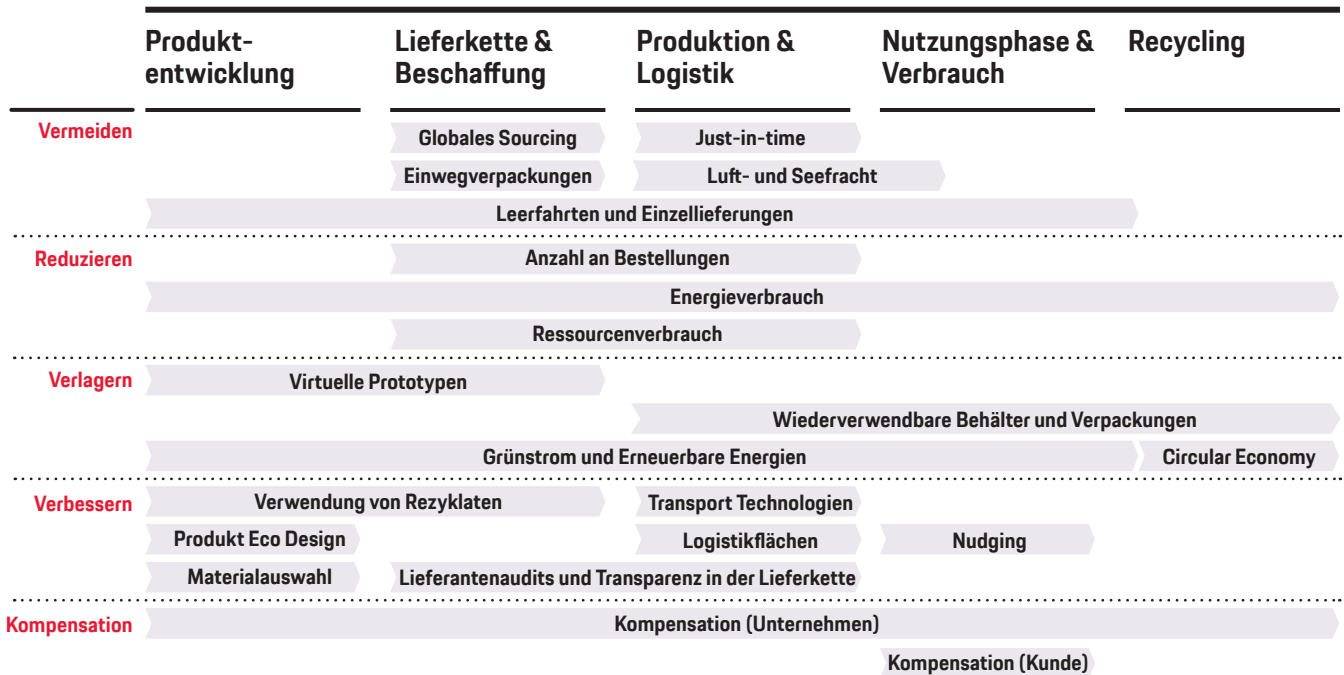 Produkt-
entwicklung
Lieferkette &
Beschaffung
Produktion &
Logistik
Nutzungsphase &
Verbrauch
Recycling
Vermeiden
Globales Sourcing
Just-in-time
Einwegverpackungen
Luft- und Seefracht
Leerfahrten und Einzellieferungen
Reduzieren
Anzahl an Bestellungen
Energieverbrauch
Ressourcenverbrauch
Verlagern
Virtuelle Prototypen
Wiederverwendbare Behälter und Verpackungen
Grünstrom und Erneuerbare Energien
Circular Economy
Verbessern
Verwendung von Rezyklaten
Transport Technologien
Produkt Eco Design
Logistikflächen
Nudging
Materialauswahl
Lieferantenaudits und Transparenz in der Lieferkette
Kompensation
Kompensation (Unternehmen)
Kompensation (Kunde)